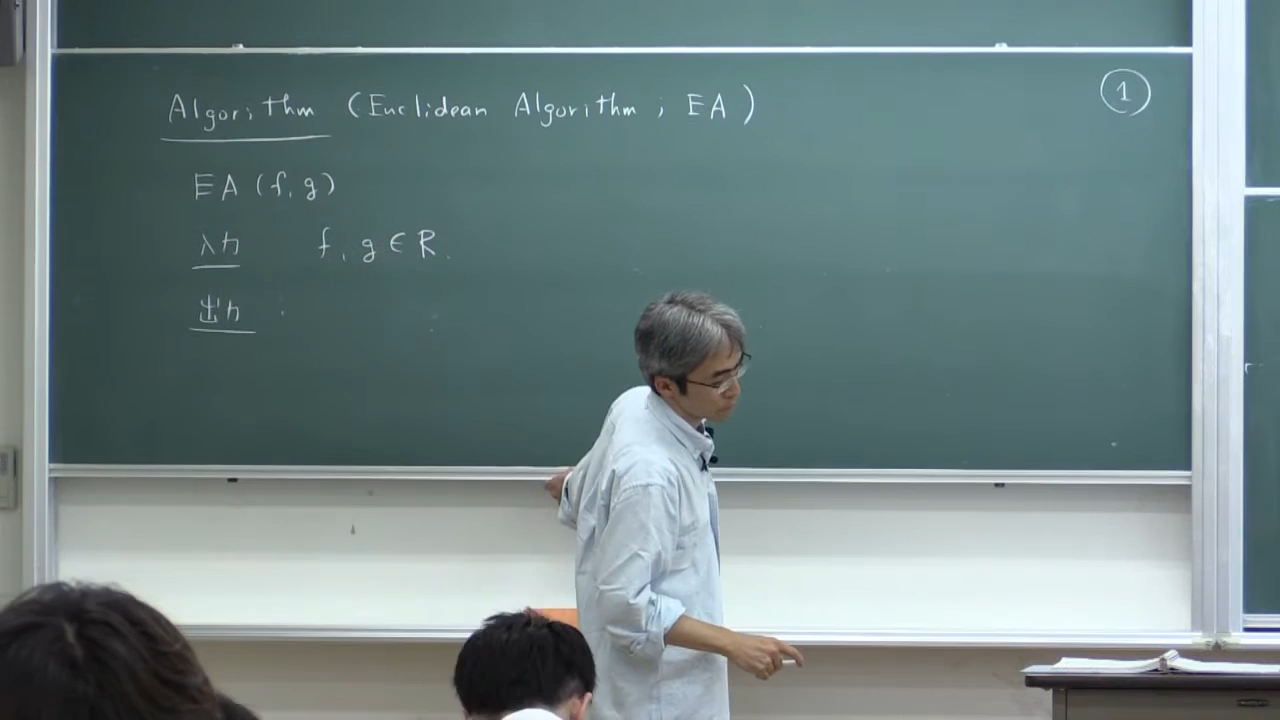 Algorithm (Euclidean Algorithm ; EA)
①
EA (f, g)
入力 f, g ∈ R.
出力 :